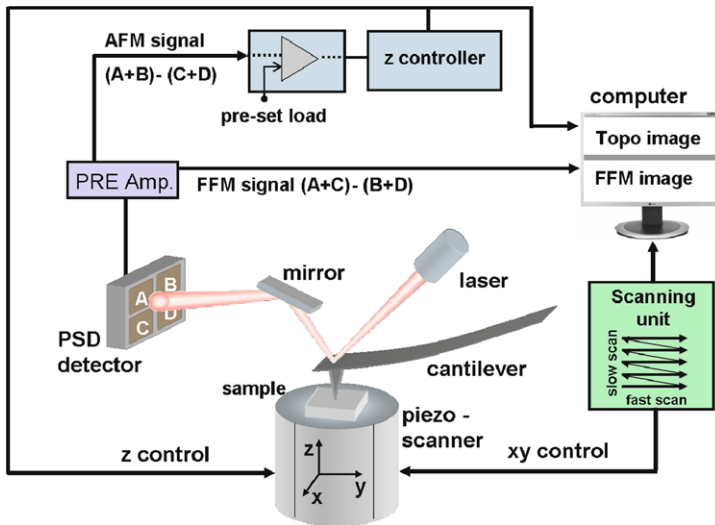 AFM signal
(A+B)- (C+D)
pre-set load
z controller
computer
Topo image
FFM image
PRE Amp.
FFM signal (A+C)- (B+D)
mirror
laser
A
B
C
D
PSD
detector
cantilever
sample
piezo -
scanner
Scanning
unit
slow scan
fast scan
z control
xy control
z
y
x